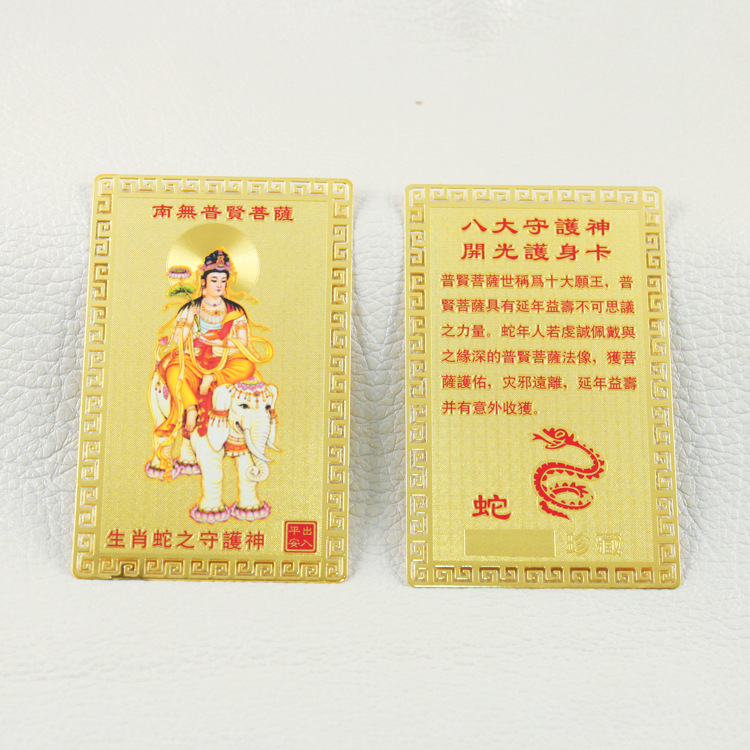 南無普賢菩薩
生肖蛇之守護神
出入
平安
八大守護神
開光護身卡
普賢菩薩世稱爲十大願王，普
賢菩薩具有延年益壽不可思議
之力量。蛇年人若虔誠佩戴與
之緣深的普賢菩薩法像，獲菩
薩護佑，灾邪遠離，延年益壽
并有意外收獲。
蛇
珍藏